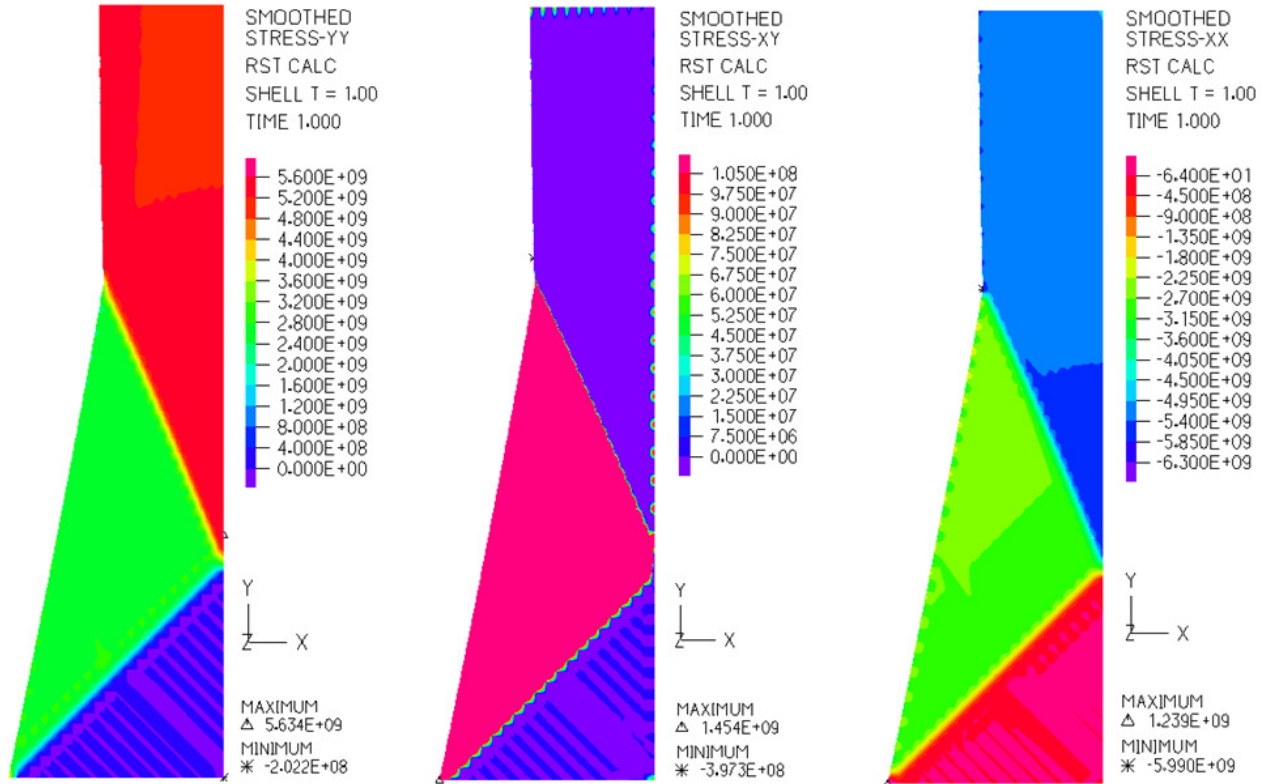 SMOOTHED
STRESS-YY
RST CALC
SHELL T = 1.00
TIME 1.000
5.600E+09
5.200E+09
4.800E+09
4.400E+09
4.000E+09
3.600E+09
3.200E+09
2.800E+09
2.400E+09
2.000E+09
1.600E+09
1.200E+09
8.000E+08
4.000E+08
0.000E+00
Y
Z X
MAXIMUM
Δ 5.634E+09
MINIMUM
* -2.022E+08
SMOOTHED
STRESS-XY
RST CALC
SHELL T = 1.00
TIME 1.000
1.050E+08
9.750E+07
9.000E+07
8.250E+07
7.500E+07
6.750E+07
6.000E+07
5.250E+07
4.500E+07
3.750E+07
3.000E+07
2.250E+07
1.500E+07
7.500E+06
0.000E+00
Y
Z X
MAXIMUM
Δ 1.454E+09
MINIMUM
* -3.973E+08
SMOOTHED
STRESS-XX
RST CALC
SHELL T = 1.00
TIME 1.000
-6.400E+01
-4.500E+08
-9.000E+08
-1.350E+09
-1.800E+09
-2.250E+09
-2.700E+09
-3.150E+09
-3.600E+09
-4.050E+09
-4.500E+09
-4.950E+09
-5.400E+09
-5.850E+09
-6.300E+09
Y
Z X
MAXIMUM
Δ 1.239E+09
MINIMUM
* -5.990E+09